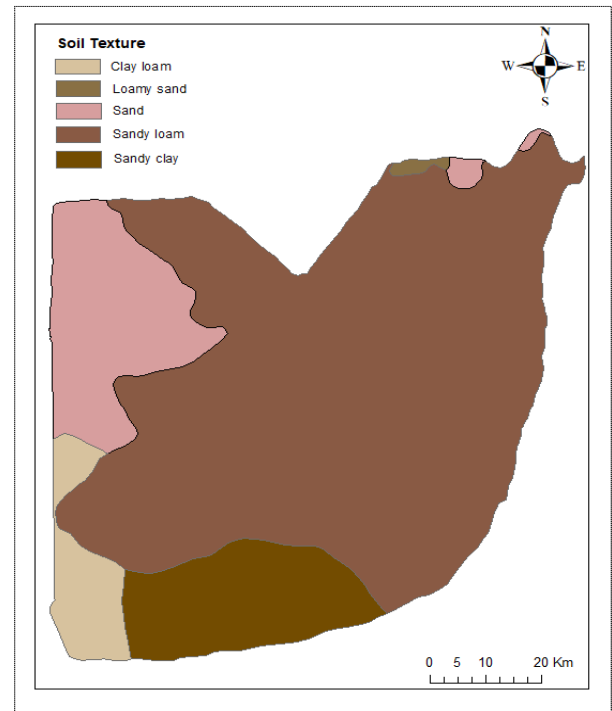 Soil Texture
Clay loam
Loamy sand
Sand
Sandy loam
Sandy clay
N
W E
S
0 5 10 20 Km